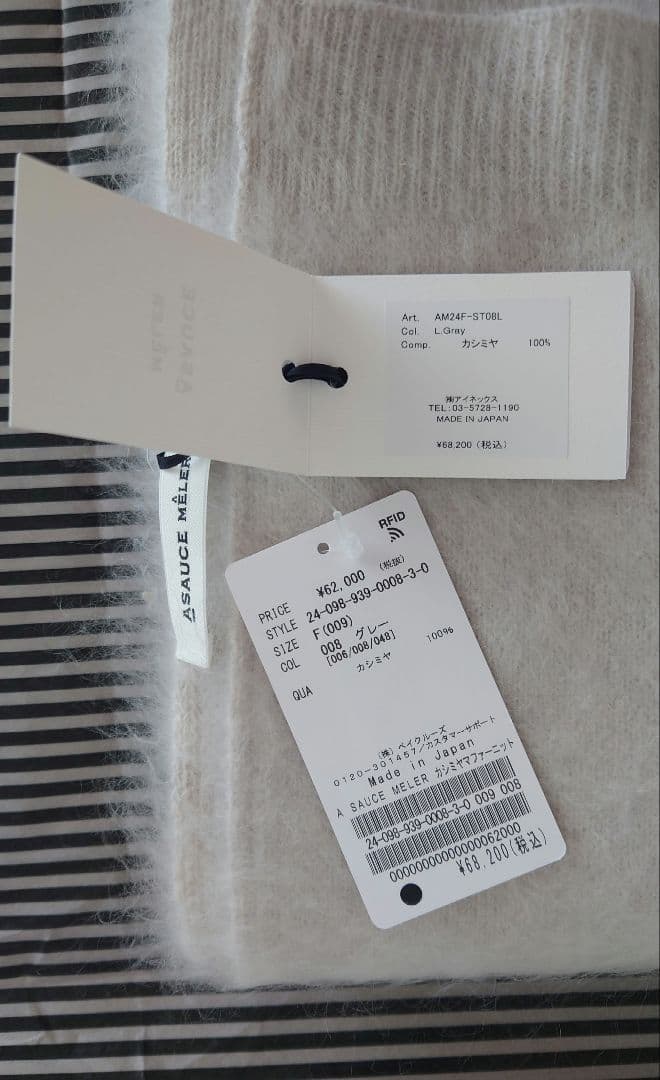 ASAUCE
MELER
Art. AM24F-ST08L
Col. L.Gray
Comp. カシミヤ 100%
㈱アイネックス
TEL:03-5728-1190
MADE IN JAPAN
¥68,200(税込)
ASAUCE MÊLER
RFID
PRICE ¥62,000 (税抜)
STYLE 24-098-939-0008-3-0
SIZE F(009)
COL 008 グレー
[006/008/048]
QUA カシミヤ 100%
(株)ベイクルーズ
0120-301457/カスタマーサポート
Made in Japan
A SAUCE MELER カシミヤマファーニット
24-098-939-0008-3-0 009 008
00000000000000062000
¥68,200(税込)